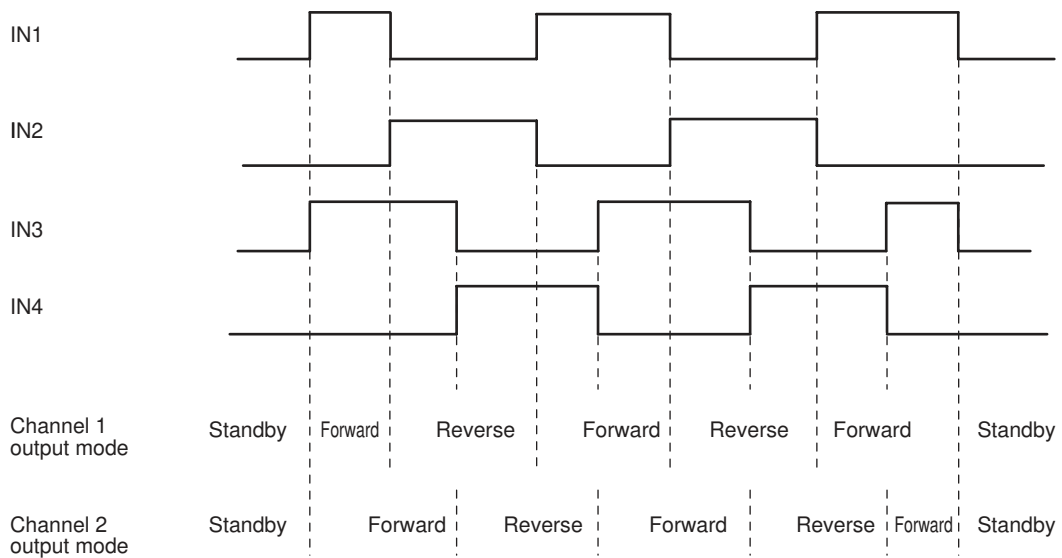 IN1
IN2
IN3
IN4
Channel 1 output mode Standby Forward Reverse Forward Reverse Forward Standby
Channel 2 output mode Standby Forward Reverse Forward Reverse Forward Standby